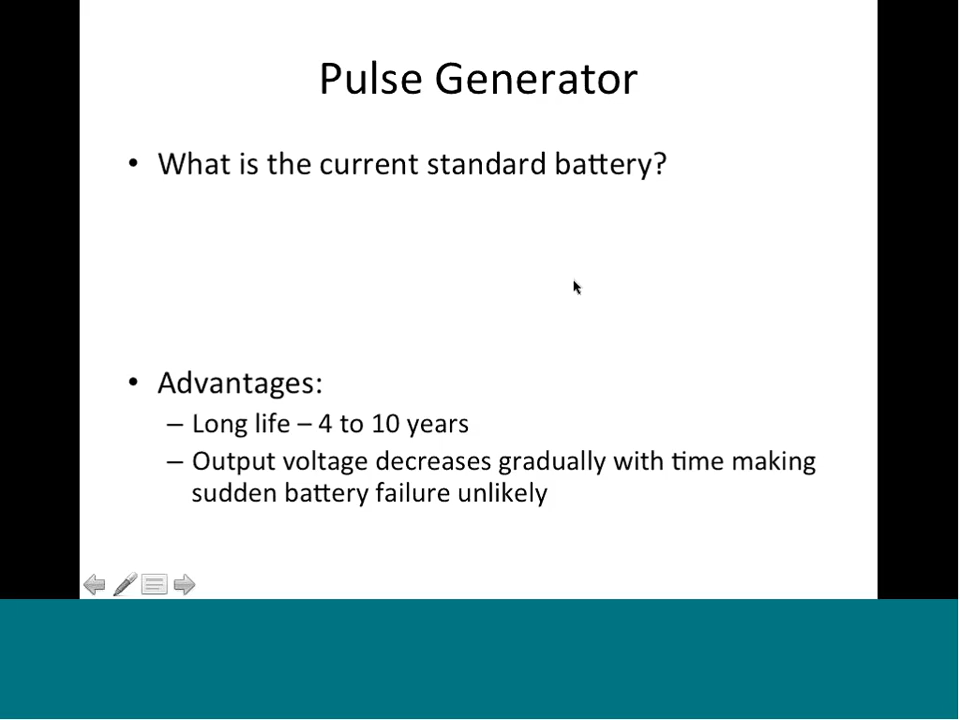 Pulse Generator
• What is the current standard battery?
• Advantages:
– Long life – 4 to 10 years
– Output voltage decreases gradually with time making
sudden battery failure unlikely